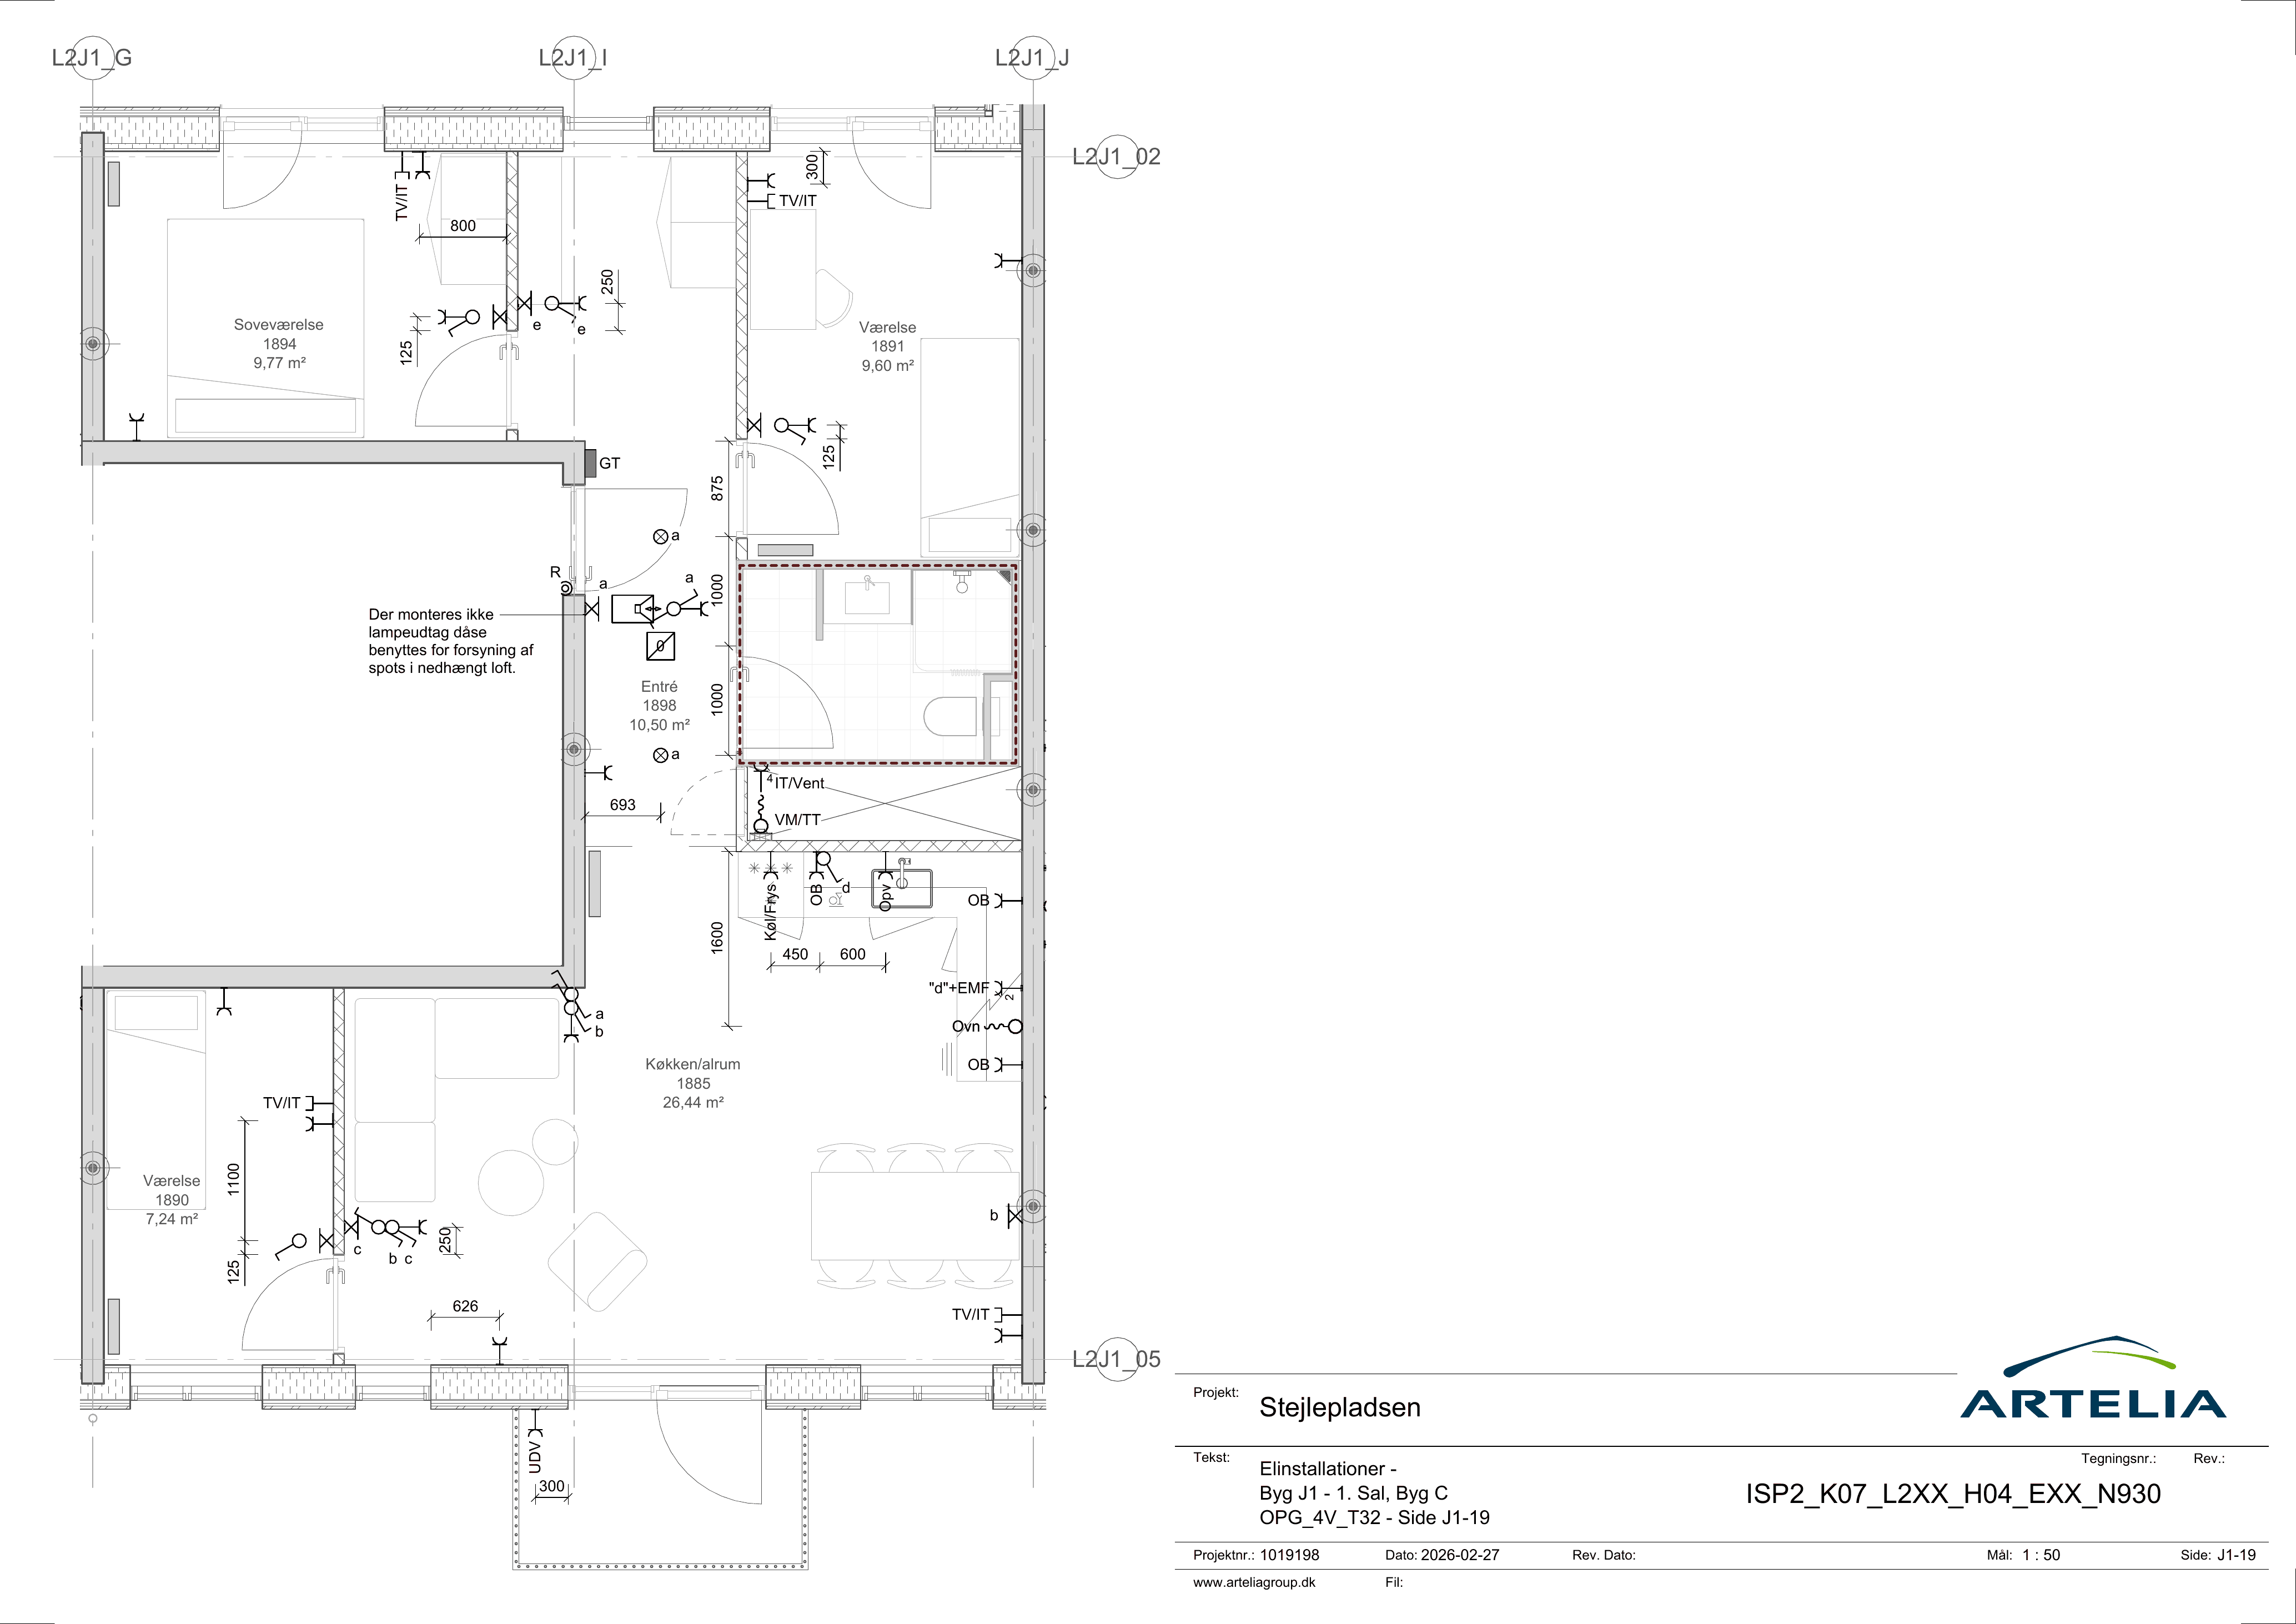 L2J1_G
L2J1_I
L2J1_J
L2J1_02
TV/IT
800
300
TV/IT
250
e
e
125
Soveværelse
1894
9,77 m²
Værelse
1891
9,60 m²
125
GT
875
a
R
a
a
1000
Der monteres ikke
lampeudtag dåse
benyttes for forsyning af
spots i nedhængt loft.
0
Entré
1898
10,50 m²
1000
a
4
IT/Vent
693
VM/TT
Køl/Frys
OB
d
Opv
OB
1600
450
600
"d"+EMF
2
a
b
Ovn
OB
Køkken/alrum
1885
26,44 m²
TV/IT
1100
Værelse
1890
7,24 m²
b
c
b c
250
125
626
TV/IT
L2J1_05
UDV
300
ARTELIA
Projekt:
Stejlepladsen
Tekst:
Elinstallationer -
Byg J1 - 1. Sal, Byg C
OPG_4V_T32 - Side J1-19
Tegningsnr.:
Rev.:
ISP2_K07_L2XX_H04_EXX_N930
Projektnr.: 1019198
Dato: 2026-02-27
Rev. Dato:
Mål: 1 : 50
Side: J1-19
www.arteliagroup.dk
Fil: